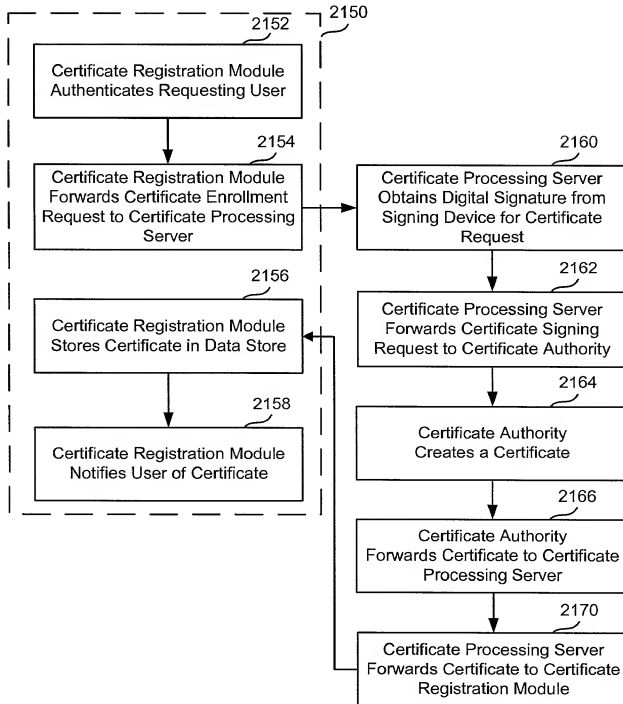 2150
2152
Certificate Registration Module
Authenticates Requesting User
2154
Certificate Registration Module
Forwards Certificate Enrollment
Request to Certificate Processing
Server
2156
Certificate Registration Module
Stores Certificate in Data Store
2158
Certificate Registration Module
Notifies User of Certificate
2160
Certificate Processing Server
Obtains Digital Signature from
Signing Device for Certificate
Request
2162
Certificate Processing Server
Forwards Certificate Signing
Request to Certificate Authority
2164
Certificate Authority
Creates a Certificate
2166
Certificate Authority
Forwards Certificate to Certificate
Processing Server
2170
Certificate Processing Server
Forwards Certificate to Certificate
Registration Module